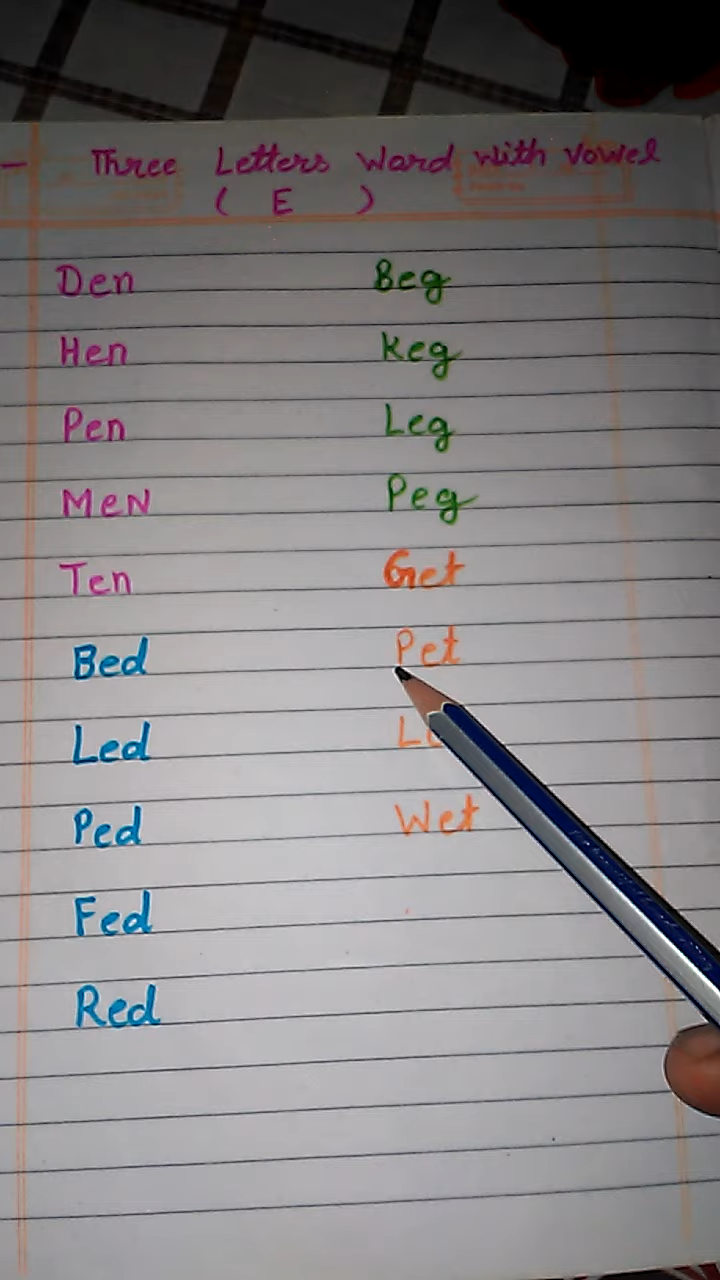 - Three Letters Ward with vowel
( E )
Den
Hen
Pen
MeN
Ten
Bed
Led
Ped
Fed
Red
Beg
Keg
Leg
Peg
Get
Pet
Wet